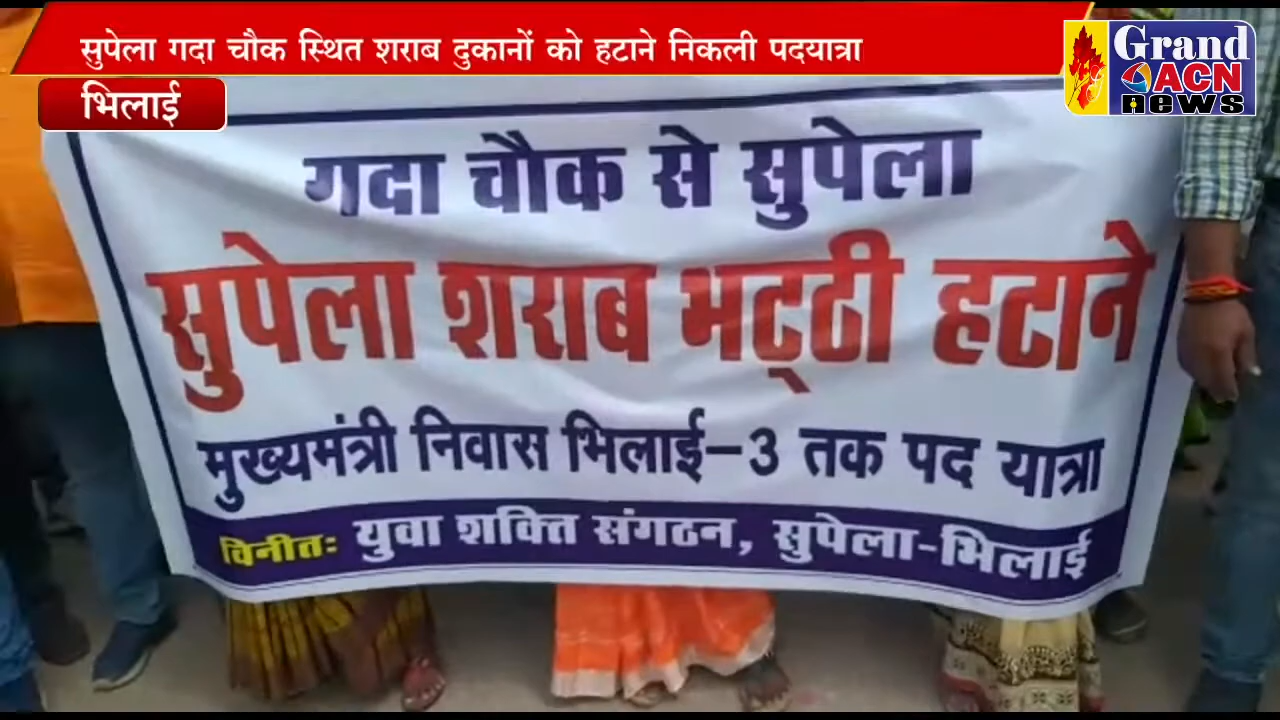 सुपेला गदा चौक स्थित शराब दुकानों को हटाने निकली पदयात्रा
Grand
ACN
news
भिलाई
गदा चौक से सुपेला
सुपेला शराब भट्ठी हटाने
मुख्यमंत्री निवास भिलाई-3 तक पद यात्रा
विनीतः युवा शक्ति संगठन, सुपेला-भिलाई